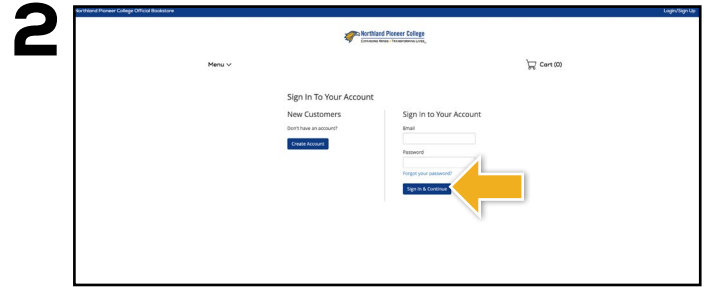 2
Northland Pioneer College Official Bookstore
Login/Sign Up
Northland Pioneer College
Menu
Cart (0)
Sign In To Your Account
New Customers
Don't have an account?
Create Account
Sign in to Your Account
Email
Password
Forgot your password?
Sign In & Continue